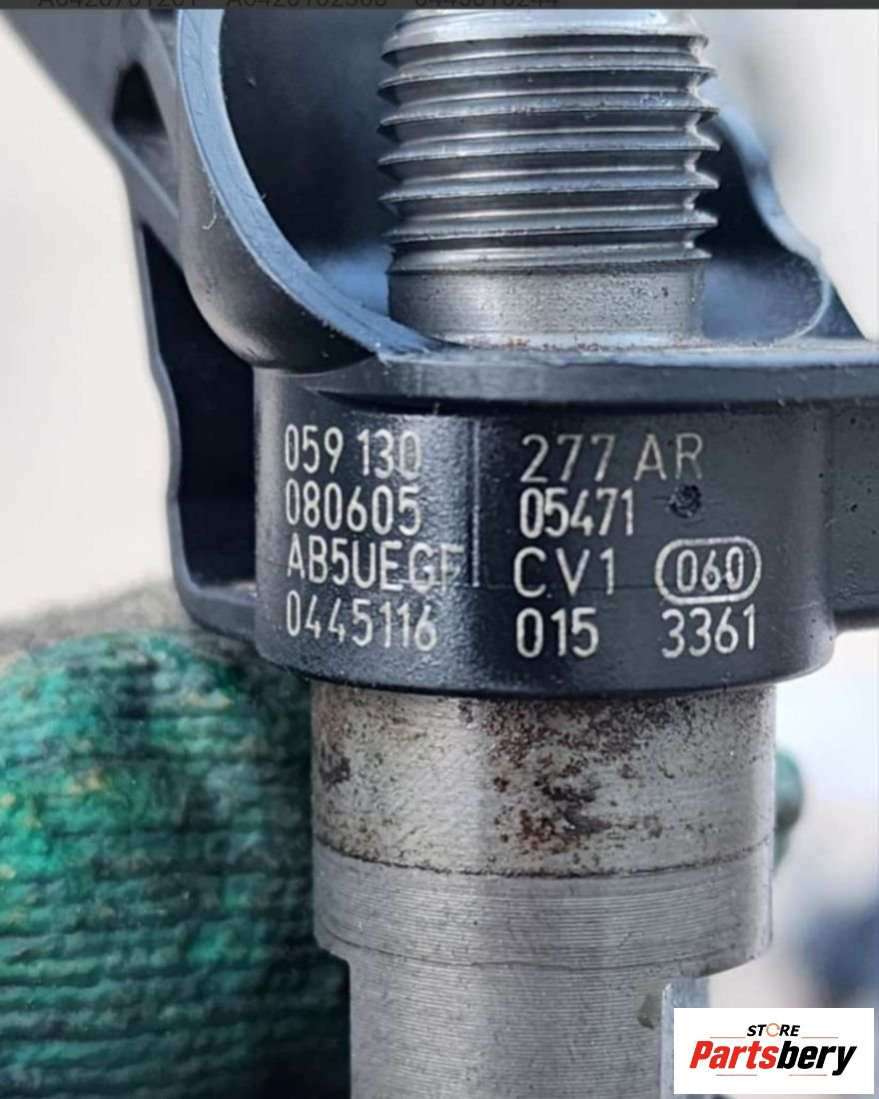 059 130 277 AR
080605 05471
AB5UEGF CV1 060
0445116 015 3361
STORE
Partsbery